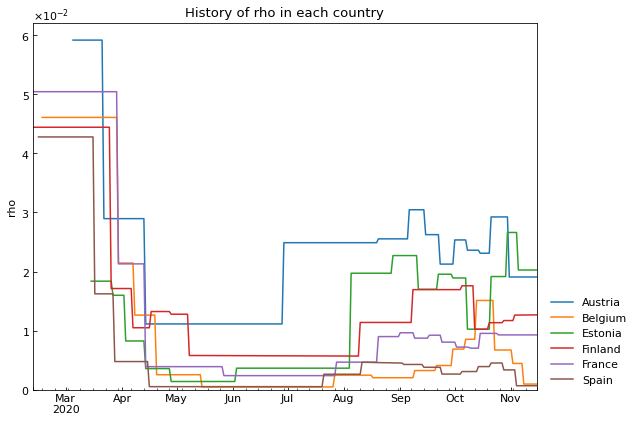 History of rho in each country
×10⁻²
6
5
4
3
2
1
0
rho
Mar
2020
Apr
May
Jun
Jul
Aug
Sep
Oct
Nov
Austria
Belgium
Estonia
Finland
France
Spain